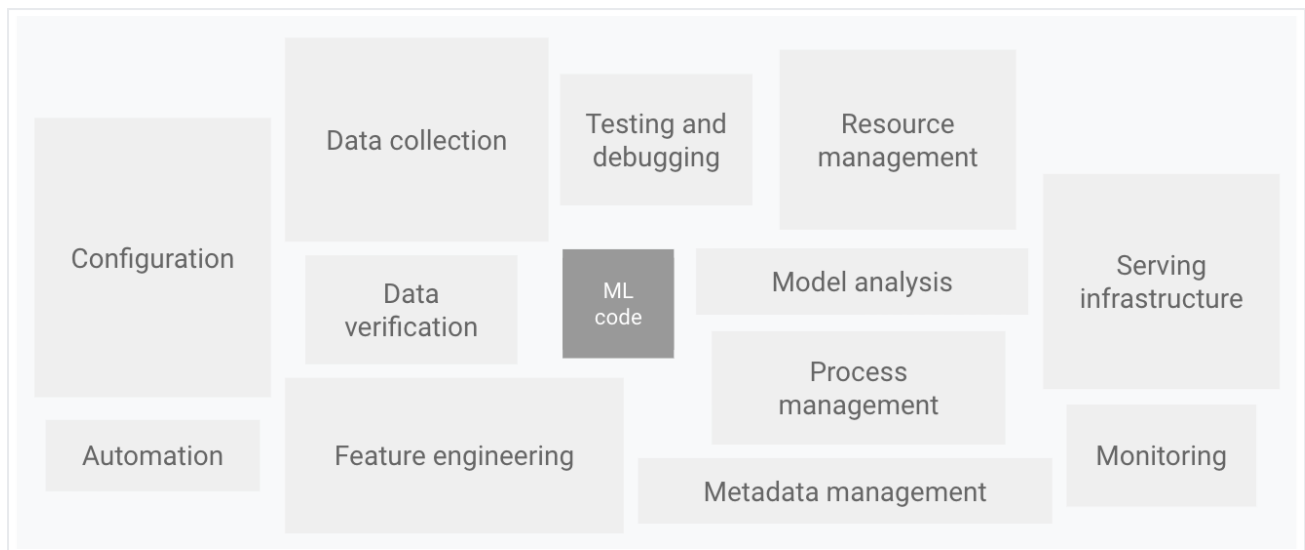 Data collection
Testing and
debugging
Resource
management
Configuration
Data
verification
ML
code
Model analysis
Serving
infrastructure
Process
management
Automation
Feature engineering
Metadata management
Monitoring